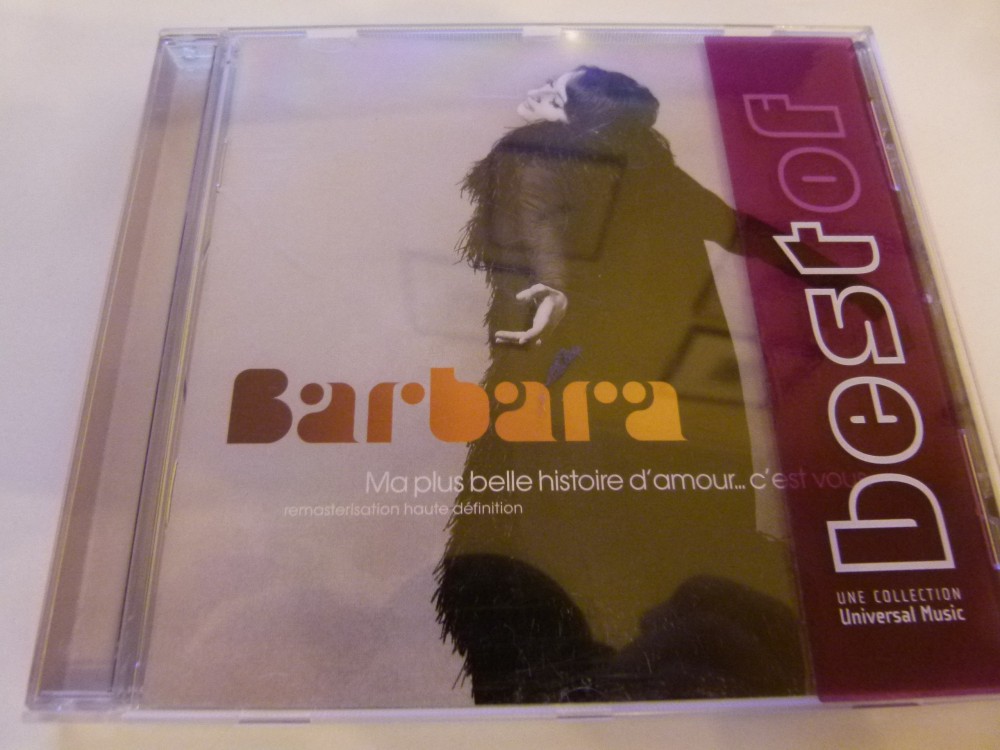 Barbara
Ma plus belle histoire d'amour... c'est vous
remasterisation haute définition
best of
UNE COLLECTION
Universal Music